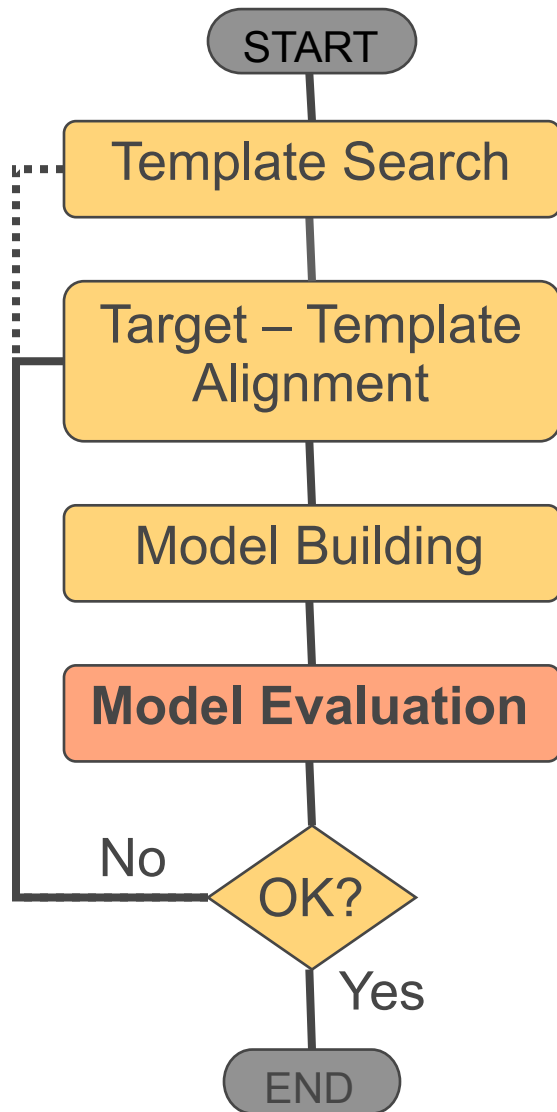 START
Template Search
Target – Template
Alignment
Model Building
Model Evaluation
No
OK?
Yes
END